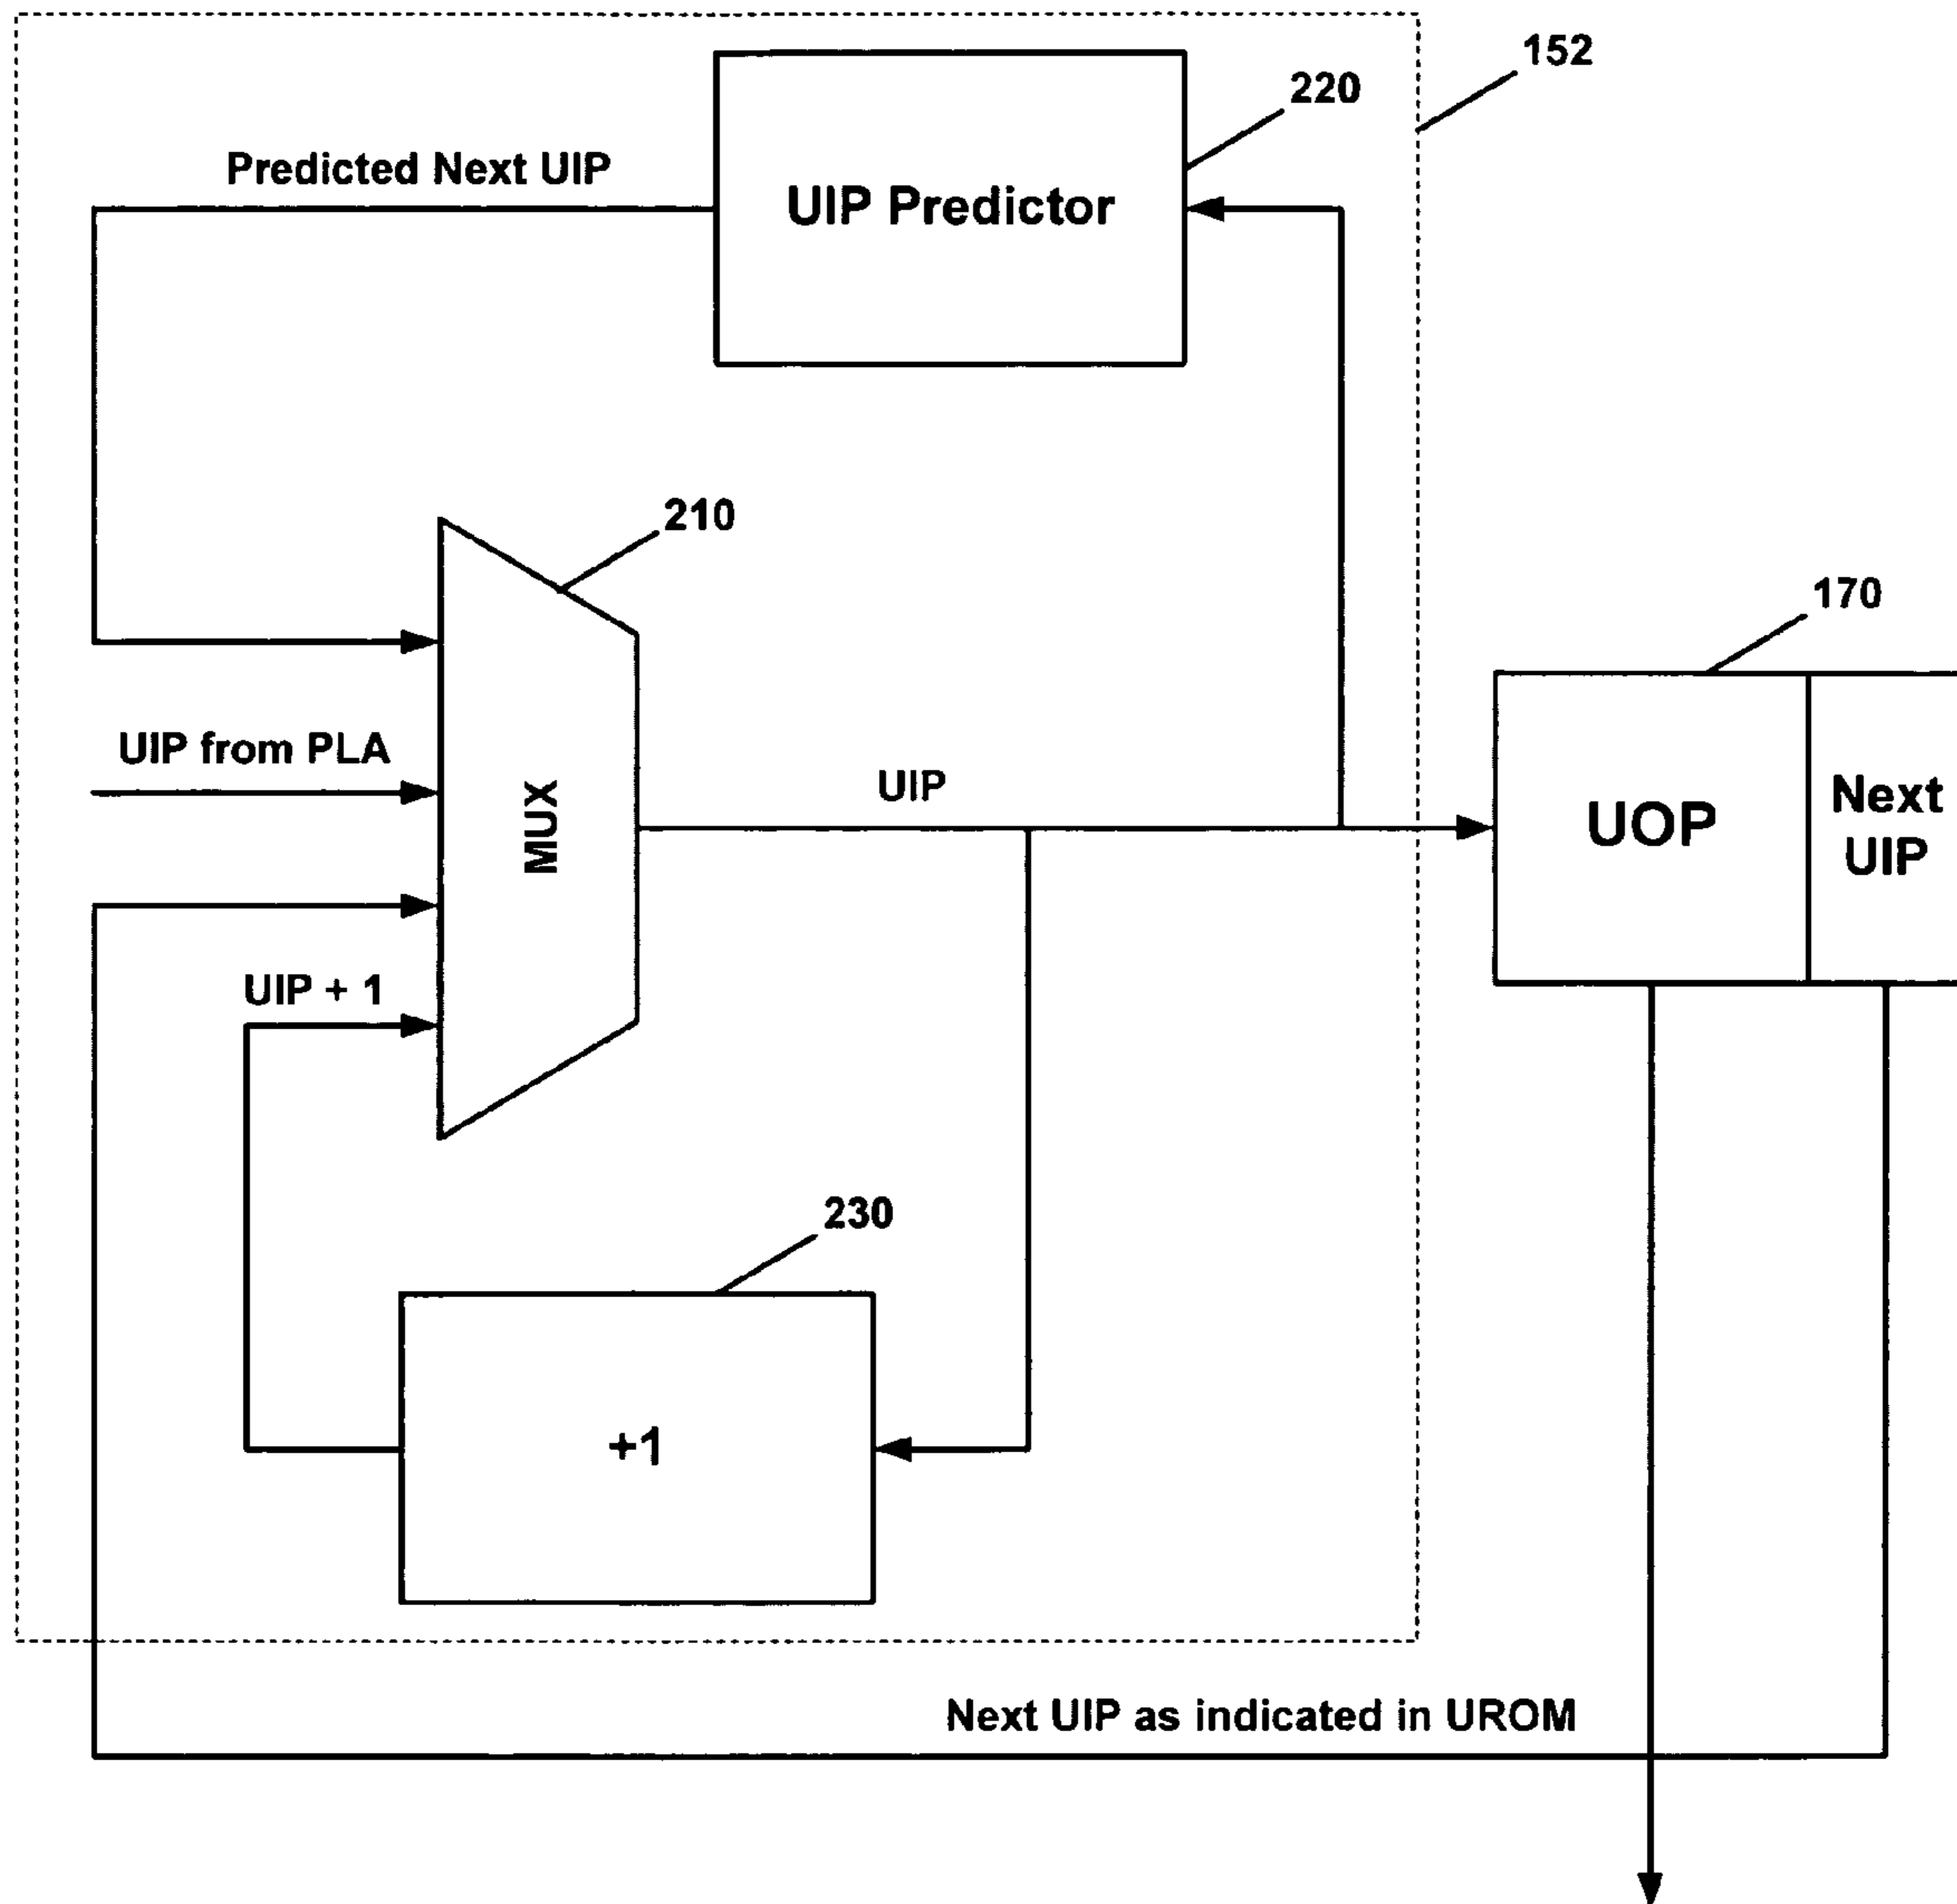 152
220
Predicted Next UIP
UIP Predictor
210
170
UIP from PLA
MUX
UIP
UOP
Next
UIP
UIP + 1
230
+1
Next UIP as indicated in UROM